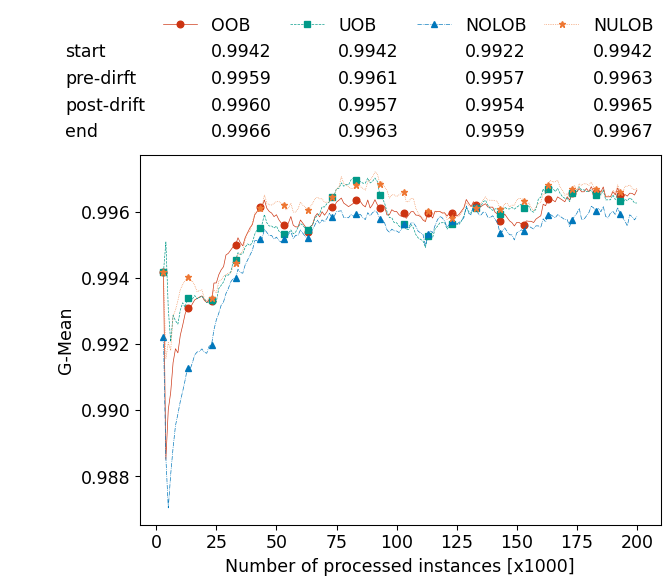 OOB UOB NOLOB NULOB
start 0.9942 0.9942 0.9922 0.9942
pre-dirft 0.9959 0.9961 0.9957 0.9963
post-drift 0.9960 0.9957 0.9954 0.9965
end 0.9966 0.9963 0.9959 0.9967
0.996
0.994
0.992
0.990
0.988
G-Mean
0 25 50 75 100 125 150 175 200
Number of processed instances [x1000]